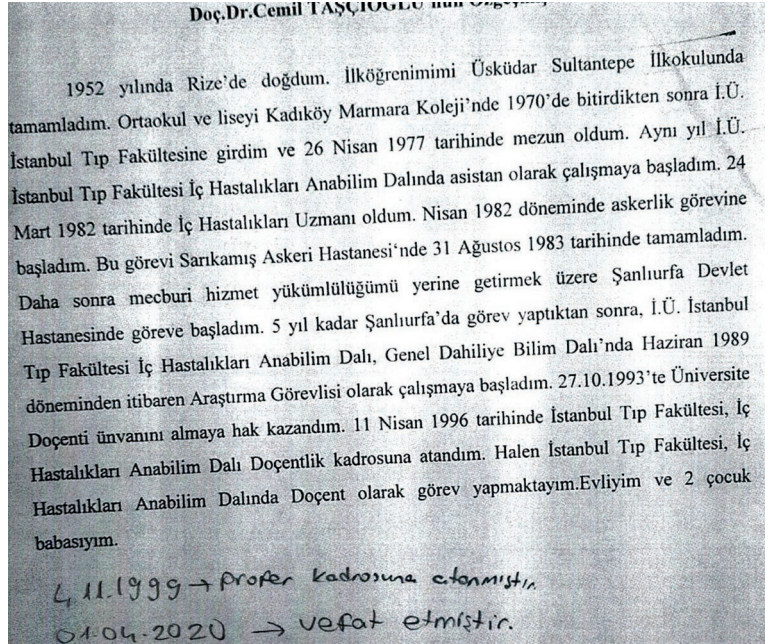 Doç.Dr.Cemil TAŞÇIOĞLU'nun
1952 yılında Rize'de doğdum. İlköğrenimimi Üsküdar Sultantepe İlkokulunda
tamamladım. Ortaokul ve liseyi Kadıköy Marmara Koleji'nde 1970'de bitirdikten sonra İ.Ü.
İstanbul Tıp Fakültesine girdim ve 26 Nisan 1977 tarihinde mezun oldum. Aynı yıl İ.Ü.
İstanbul Tıp Fakültesi İç Hastalıkları Anabilim Dalında asistan olarak çalışmaya başladım. 24
Mart 1982 tarihinde İç Hastalıkları Uzmanı oldum. Nisan 1982 döneminde askerlik görevine
başladım. Bu görevi Sarıkamış Askeri Hastanesi'nde 31 Ağustos 1983 tarihinde tamamladım.
Daha sonra mecburi hizmet yükümlülüğümü yerine getirmek üzere Şanlıurfa Devlet
Hastanesinde göreve başladım. 5 yıl kadar Şanlıurfa'da görev yaptıktan sonra, İ.Ü. İstanbul
Tıp Fakültesi İç Hastalıkları Anabilim Dalı, Genel Dahiliye Bilim Dalı'nda Haziran 1989
döneminden itibaren Araştırma Görevlisi olarak çalışmaya başladım. 27.10.1993'te Üniversite
Doçenti ünvanını almaya hak kazandım. 11 Nisan 1996 tarihinde İstanbul Tıp Fakültesi, İç
Hastalıkları Anabilim Dalı Doçentlik kadrosuna atandım. Halen İstanbul Tıp Fakültesi, İç
Hastalıkları Anabilim Dalında Doçent olarak görev yapmaktayım.Evliyim ve 2 çocuk
babasıyım.
4,11.1999 → profer kadrosuna atanmıştır.
01.04.2020 → vefat etmiştir.